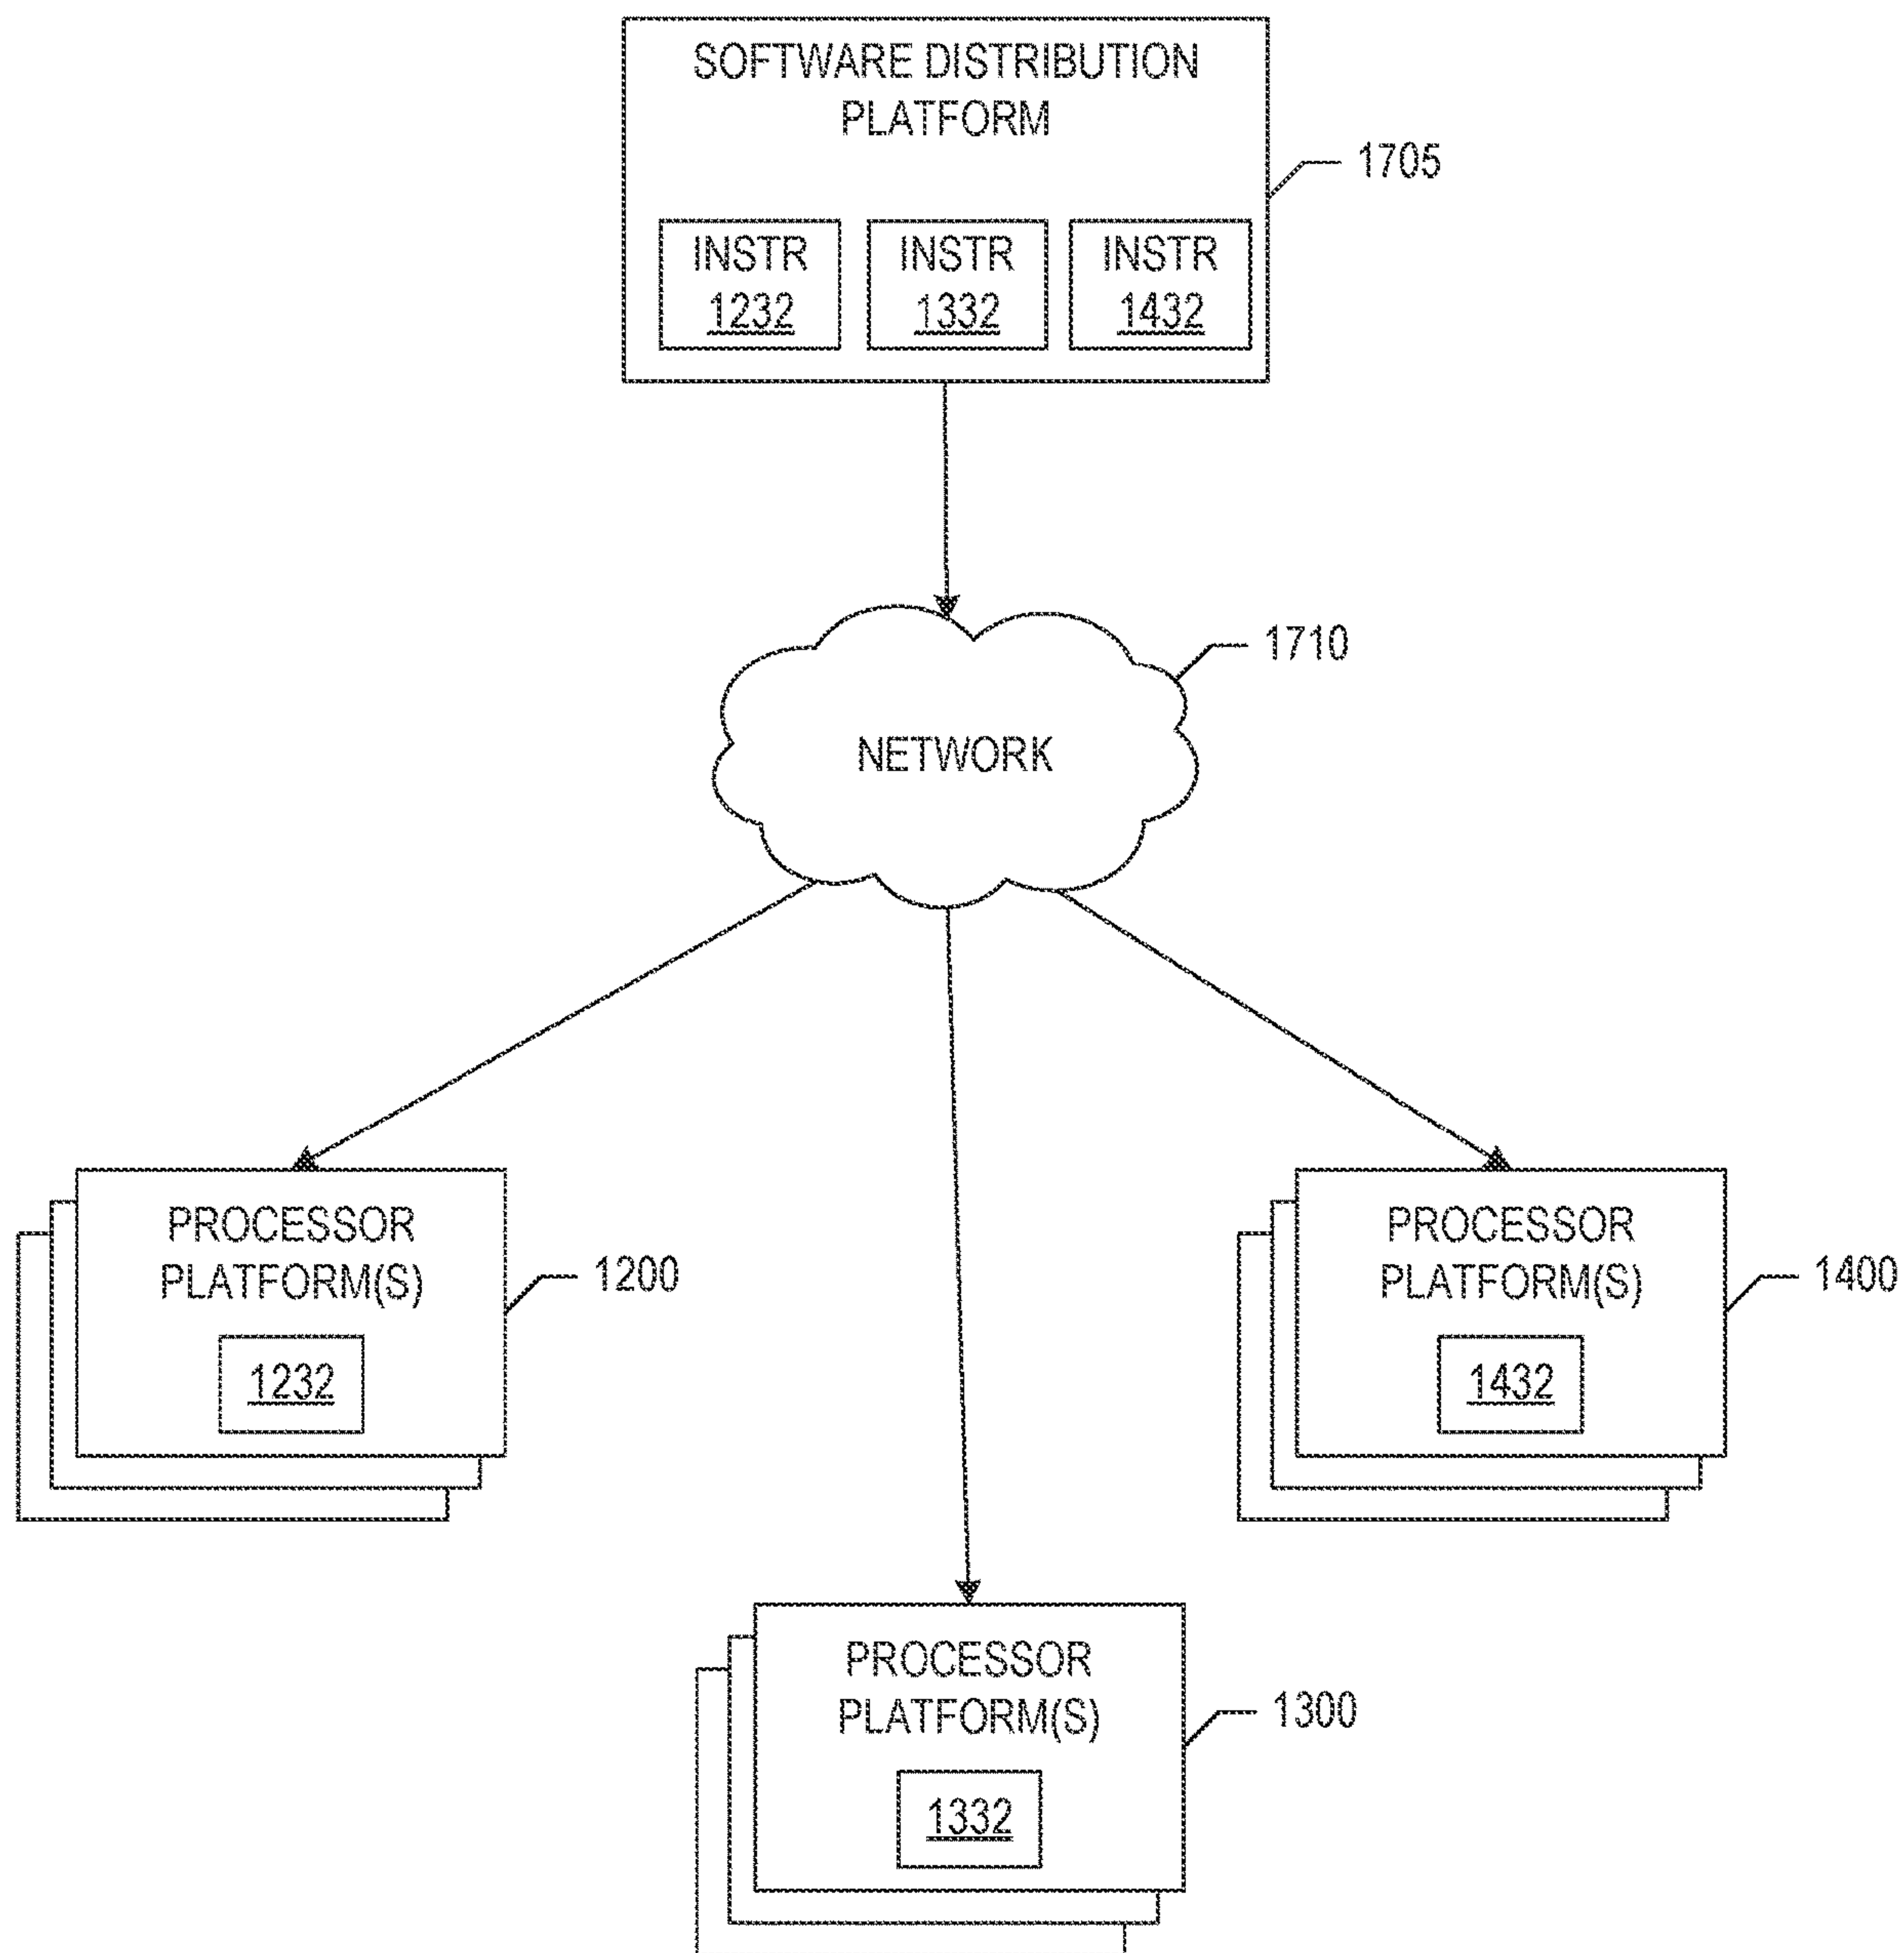 SOFTWARE DISTRIBUTION
PLATFORM
1705
INSTR
1232
INSTR
1332
INSTR
1432
1710
NETWORK
PROCESSOR
PLATFORM(S)
1200
1232
PROCESSOR
PLATFORM(S)
1400
1432
PROCESSOR
PLATFORM(S)
1300
1332